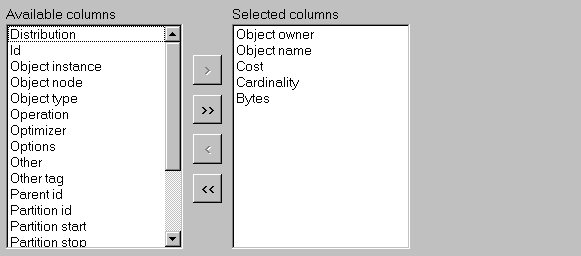 Available columns
Distribution
Id
Object instance
Object node
Object type
Operation
Optimizer
Options
Other
Other tag
Parent id
Partition id
Partition start
Partition stop
>
>>
<
<<
Selected columns
Object owner
Object name
Cost
Cardinality
Bytes